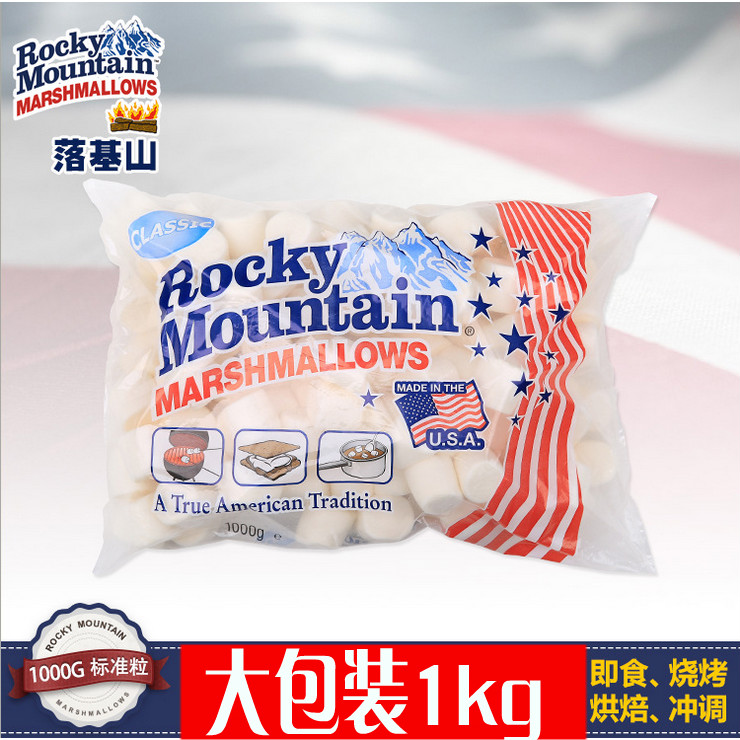 Rocky
Mountain™
MARSHMALLOWS
落基山
CLASSIC
Rocky
Mountain®
MARSHMALLOWS
MADE IN THE
U.S.A.
A True American Tradition
1000g e
ROCKY MOUNTAIN
1000G 标准粒
MARSHMALLOWS
大包装1kg
即食、烧烤
烘焙、冲调